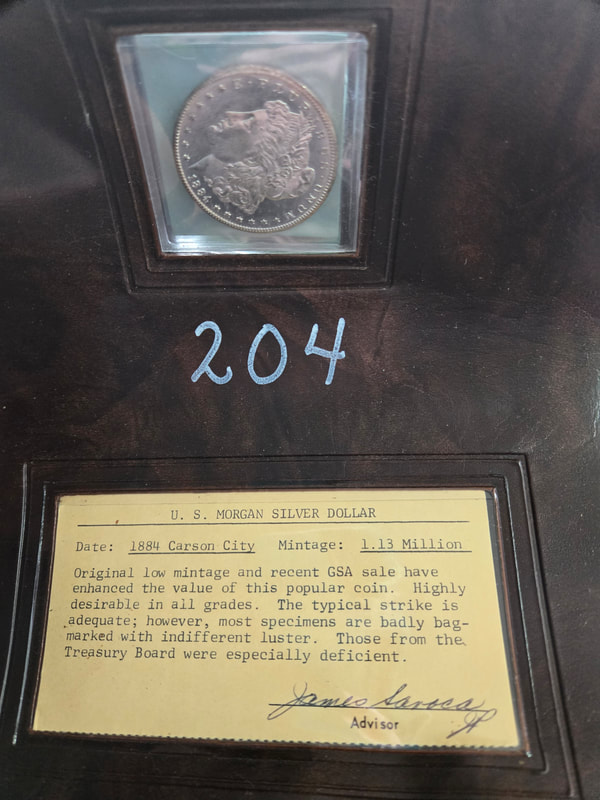 1884
204
U. S. MORGAN SILVER DOLLAR
Date: 1884 Carson City Mintage: 1.13 Million
Original low mintage and recent GSA sale have
enhanced the value of this popular coin. Highly
desirable in all grades. The typical strike is
adequate; however, most specimens are badly bag-
marked with indifferent luster. Those from the
Treasury Board were especially deficient.
James Saroca
Advisor